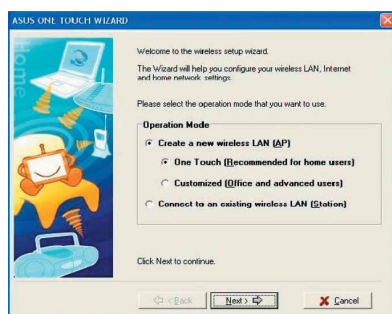 ASUS ONE TOUCH WIZARD
Home
Welcome to the wireless setup wizard.
The Wizard will help you configure your wireless LAN, Internet
and home network settings.
Please select the operation mode that you want to use.
Operation Mode
Create a new wireless LAN (AP)
One Touch (Recommended for home users)
Customized (Office and advanced users)
Connect to an existing wireless LAN (Station)
Click Next to continue.
< Back
Next >
Cancel